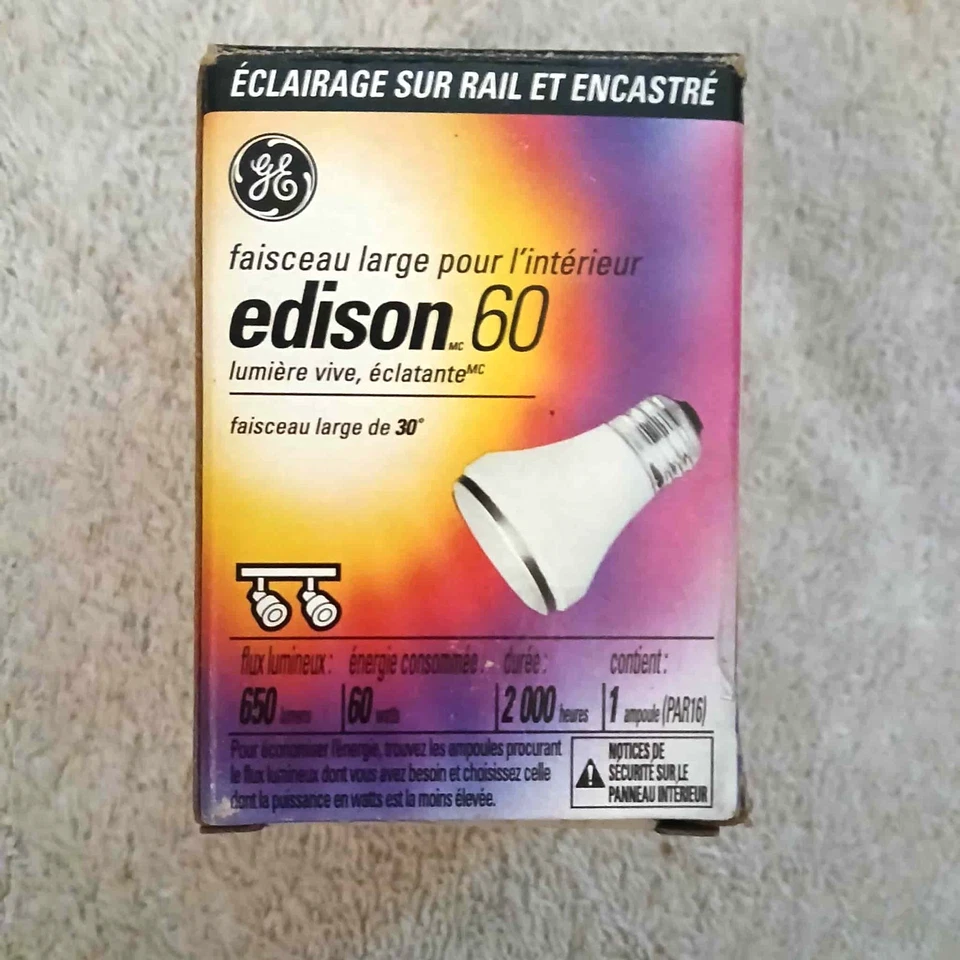 ÉCLAIRAGE SUR RAIL ET ENCASTRÉ
GE
faisceau large pour l'intérieur
edison MC 60
lumière vive, éclatante MC
faisceau large de 30°
flux lumineux : énergie consommée : durée : contient :
650 lumens 60 watts 2 000 heures 1 ampoule (PAR16)
Pour économiser l'énergie, trouvez les ampoules procurant
le flux lumineux dont vous avez besoin et choisissez celle
dont la puissance en watts est la moins élevée.
NOTICES DE
SÉCURITÉ SUR LE
PANNEAU INTÉRIEUR